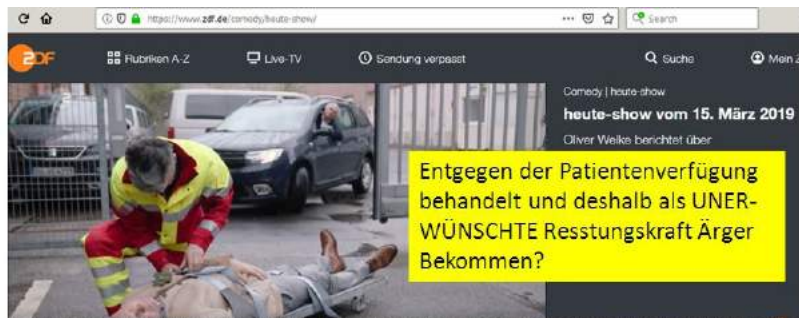 https://www.zdf.de/comedy/heute-show/
Search
ZDF
Rubriken A-Z
Live-TV
Sendung verpasst
Suche
Mein Z
Comedy | heute-show
heute-show vom 15. März 2019
Oliver Welke berichtet über
Entgegen der Patientenverfügung
behandelt und deshalb als UNER-
WÜNSCHTE Resstungskraft Ärger
Bekommen?